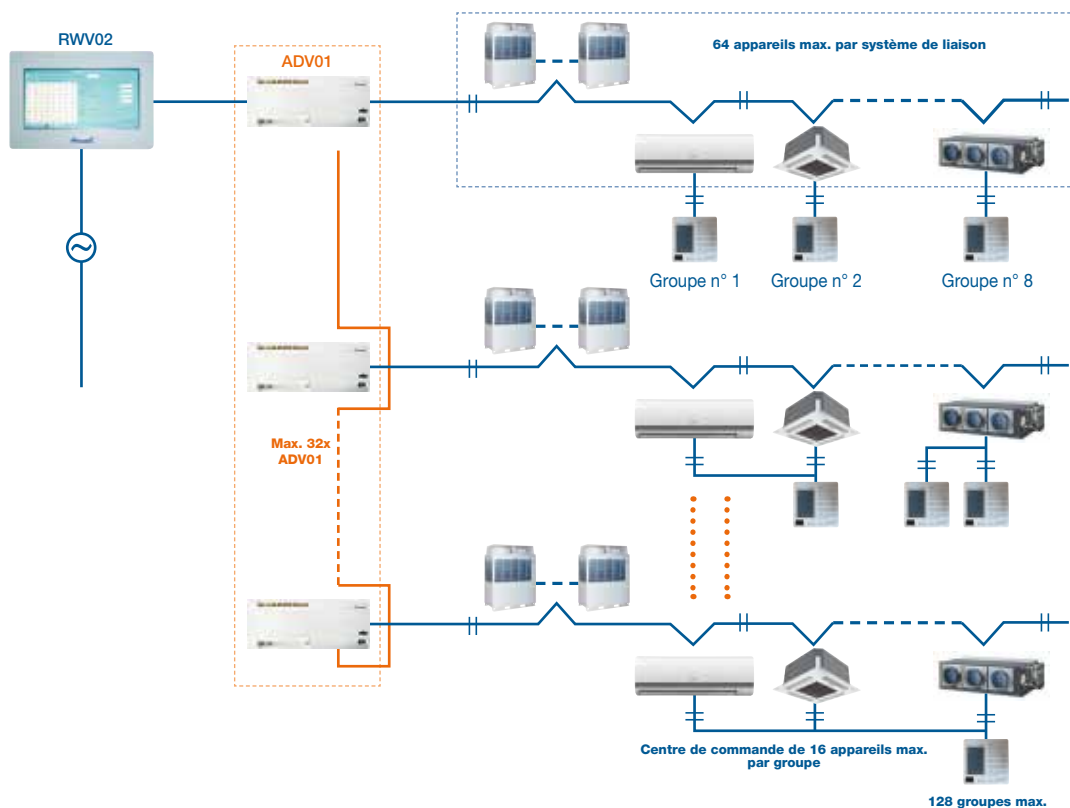 RWV02
ADV01
64 appareils max. par système de liaison
Groupe n° 1
Groupe n° 2
Groupe n° 8
Max. 32x
ADV01
Centre de commande de 16 appareils max.
par groupe
128 groupes max.